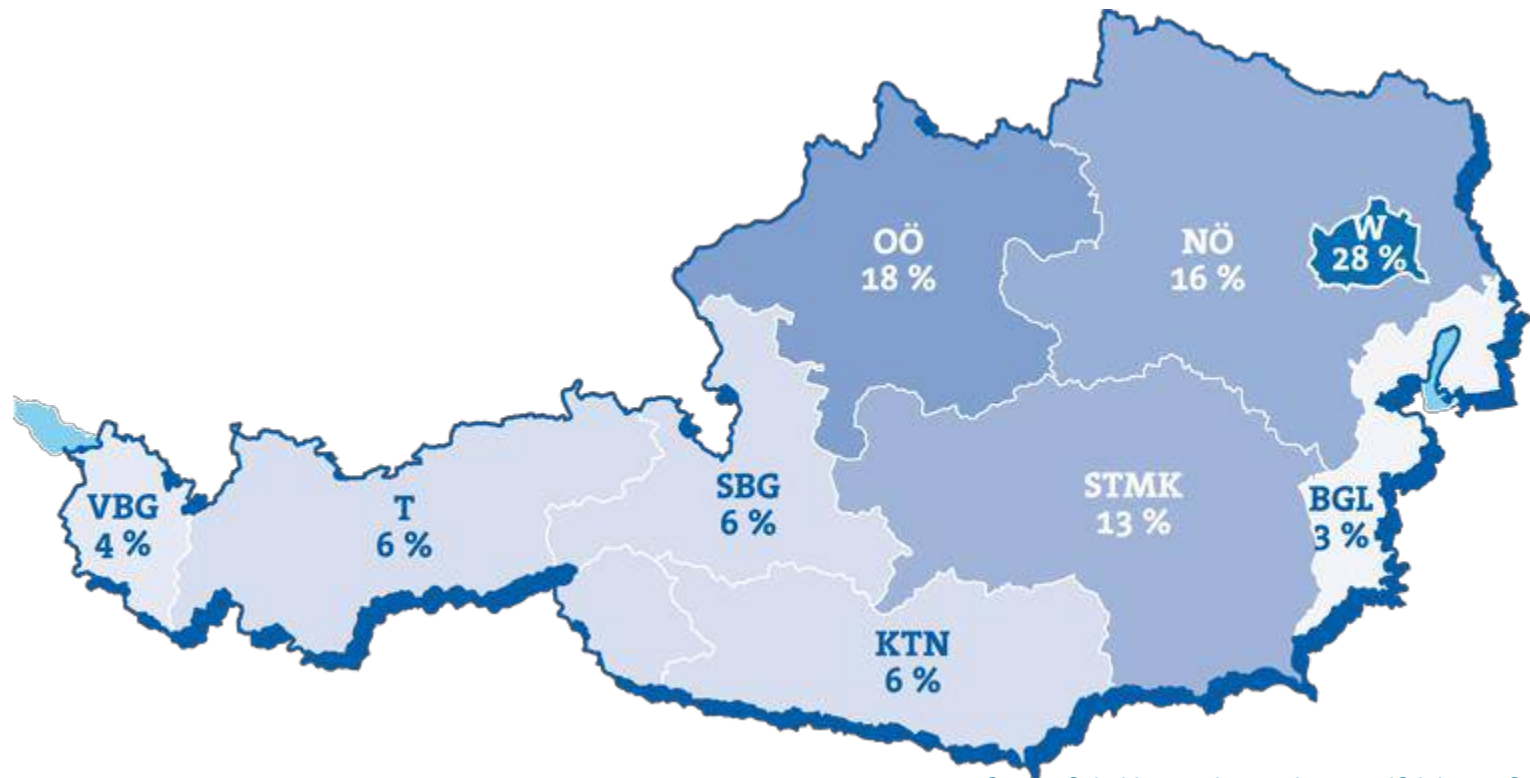 W
28 %
OÖ
18 %
NÖ
16 %
VBG
4 %
T
6 %
SBG
6 %
STMK
13 %
BGL
3 %
KTN
6 %